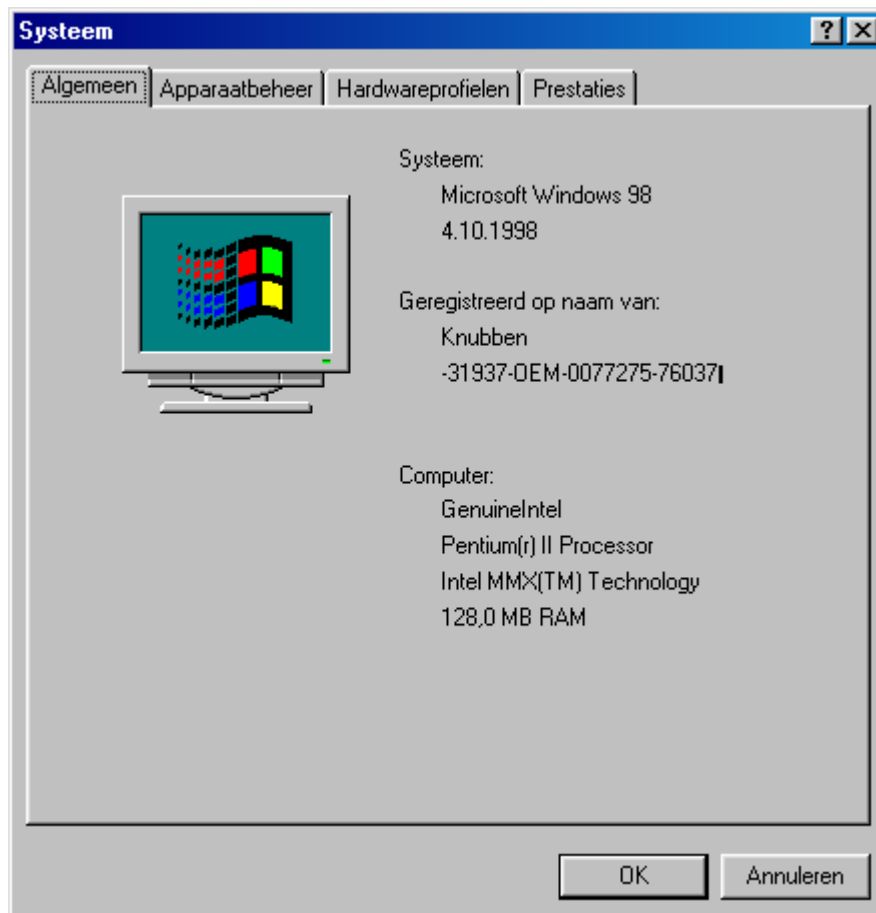 Systeem
Algemeen Apparaatbeheer Hardwareprofielen Prestaties
Systeem:
Microsoft Windows 98
4.10.1998
Geregistreerd op naam van:
Knubben
-31937-OEM-0077275-76037
Computer:
GenuineIntel
Pentium(r) II Processor
Intel MMX(TM) Technology
128,0 MB RAM
OK Annuleren